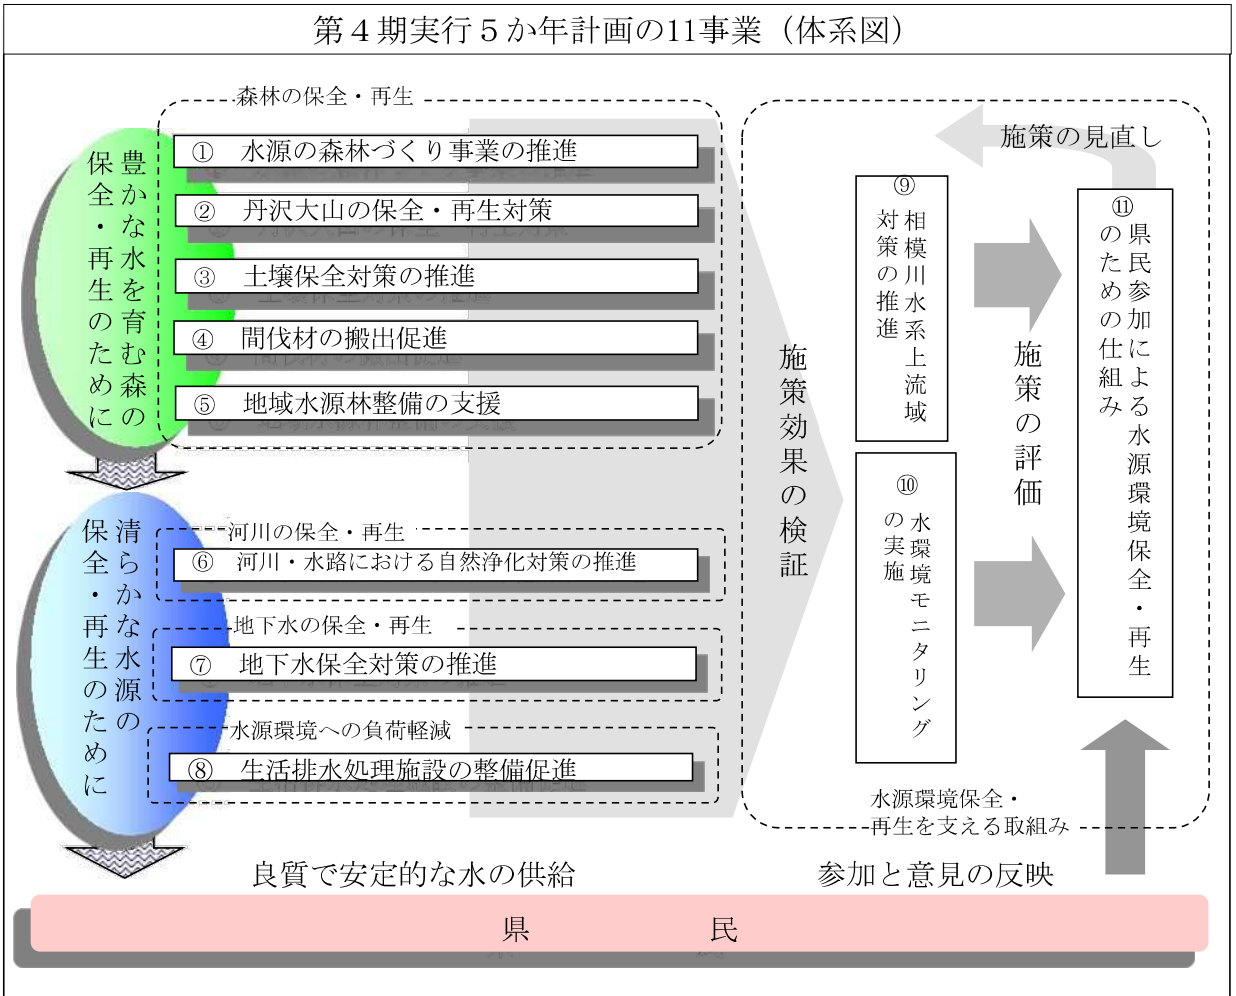 第４期実行５か年計画の11事業（体系図）
森林の保全・再生
豊かな水を育む森の
保全・再生のために
① 水源の森林づくり事業の推進
② 丹沢大山の保全・再生対策
③ 土壌保全対策の推進
④ 間伐材の搬出促進
⑤ 地域水源林整備の支援
清らかな水源の
保全・再生のために
河川の保全・再生
⑥ 河川・水路における自然浄化対策の推進
地下水の保全・再生
⑦ 地下水保全対策の推進
水源環境への負荷軽減
⑧ 生活排水処理施設の整備促進
施策効果の検証
施策の見直し
⑨
相模川水系上流域
対策の推進
⑩
水環境モニタリング
の実施
施策の評価
⑪
県民参加による水源環境保全・再生
のための仕組み
水源環境保全・
再生を支える取組み
良質で安定的な水の供給
参加と意見の反映
県 民